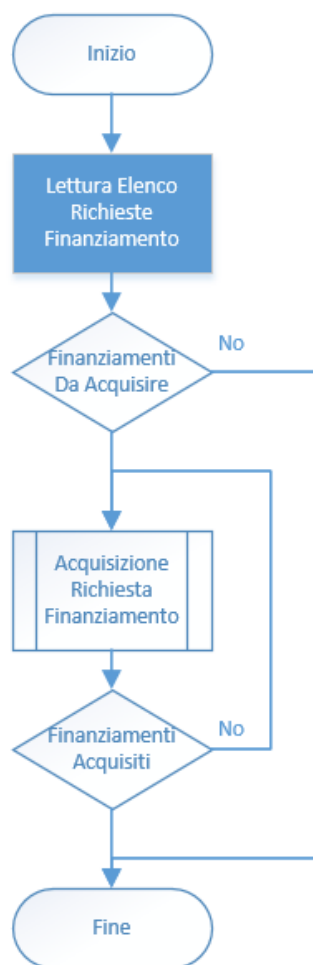 Inizio
Lettura Elenco
Richieste
Finanziamento
Finanziamenti
Da Acquisire
No
Acquisizione
Richiesta
Finanziamento
Finanziamenti
Acquisiti
No
Fine